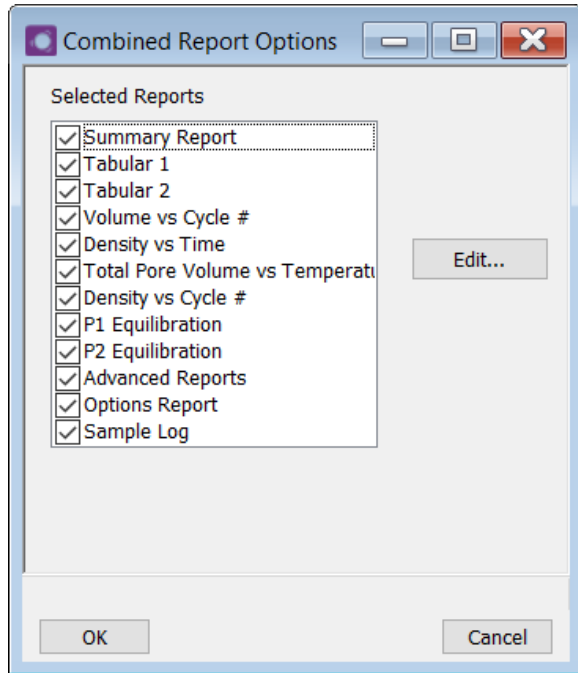 Combined Report Options
Selected Reports
Summary Report
Tabular 1
Tabular 2
Volume vs Cycle #
Density vs Time
Total Pore Volume vs Temperatu
Density vs Cycle #
P1 Equilibration
P2 Equilibration
Advanced Reports
Options Report
Sample Log
Edit...
OK
Cancel